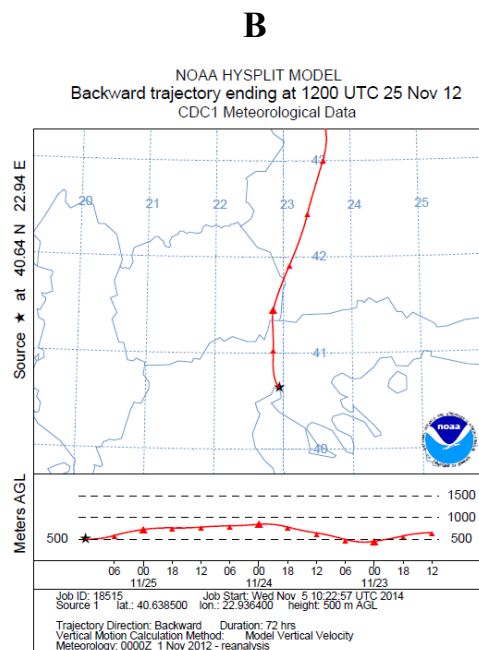 B
NOAA HYSPLIT MODEL
Backward trajectory ending at 1200 UTC 25 Nov 12
CDC1 Meteorological Data
Source ★ at 40.64 N 22.94 E
43
20 21 22 23 24 25
42
41
40
noaa
Meters AGL
1500
1000
500 500
06 00 18 12 06 00 18 12 06 00 18 12
11/25 11/24 11/23
Job ID: 18515 Job Start: Wed Nov 5 10:22:57 UTC 2014
Source 1 lat.: 40.638500 lon.: 22.936400 height: 500 m AGL
Trajectory Direction: Backward Duration: 72 hrs
Vertical Motion Calculation Method: Model Vertical Velocity
Meteorology: 0000Z 1 Nov 2012 - reanalysis